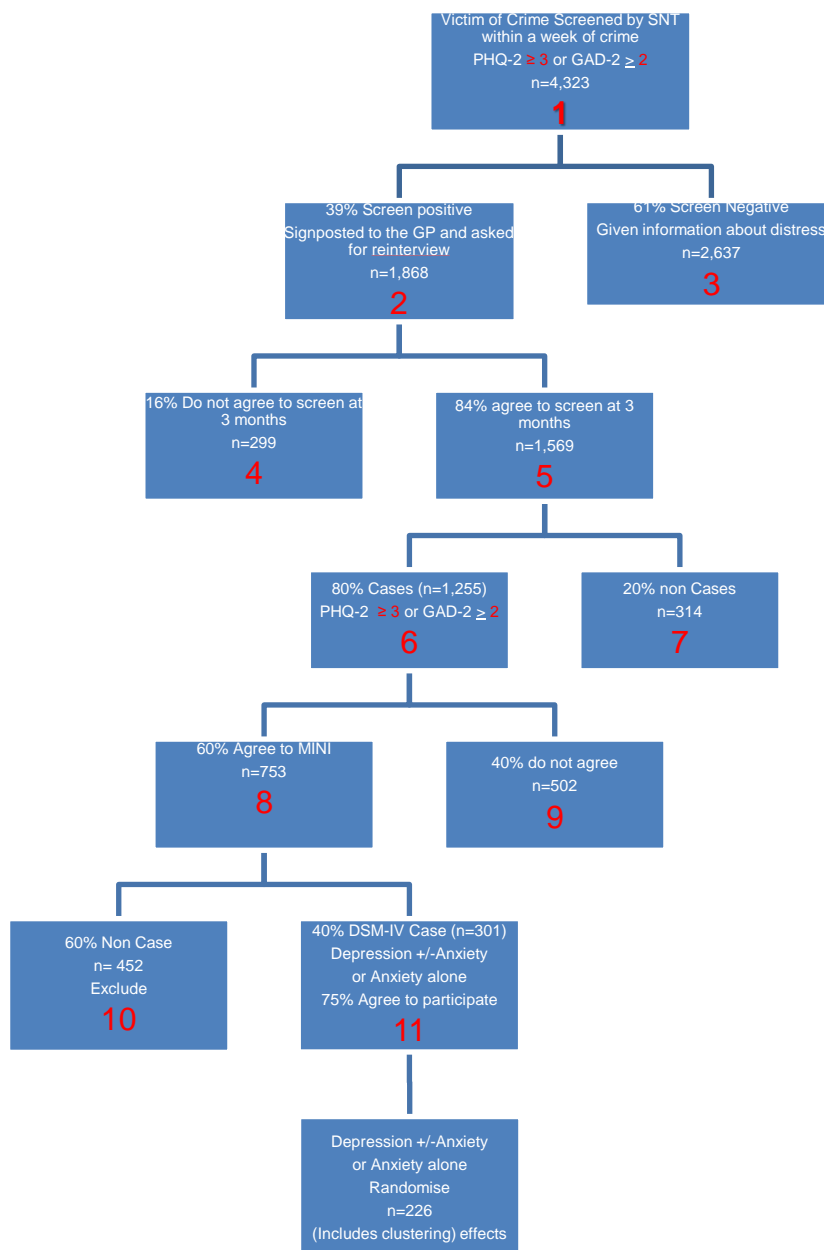 Victim of Crime Screened by SNT
within a week of crime
PHQ-2 ≥ 3 or GAD-2 > 2
n=4,323
1
39% Screen positive
Signposted to the GP and asked
for reinterview
n=1,868
2
61% Screen Negative
Given information about distress
n=2,637
3
16% Do not agree to screen at
3 months
n=299
4
84% agree to screen at 3
months
n=1,569
5
80% Cases (n=1,255)
PHQ-2 ≥ 3 or GAD-2 > 2
6
20% non Cases
n=314
7
60% Agree to MINI
n=753
8
40% do not agree
n=502
9
60% Non Case
n= 452
Exclude
10
40% DSM-IV Case (n=301)
Depression +/-Anxiety
or Anxiety alone
75% Agree to participate
11
Depression +/-Anxiety
or Anxiety alone
Randomise
n=226
(Includes clustering) effects